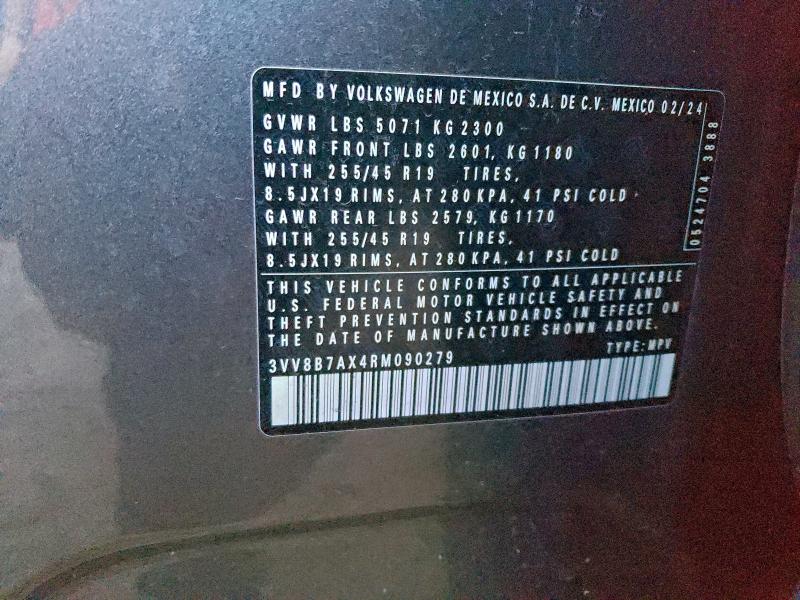 MFD BY VOLKSWAGEN DE MEXICO S.A. DE C.V. MEXICO 02/24
GVWR LBS 5071 KG 2300
GAWR FRONT LBS 2601, KG 1180
WITH 255/45 R19 TIRES,
8.5JX19 RIMS, AT 280 KPA, 41 PSI COLD
GAWR REAR LBS 2579, KG 1170
WITH 255/45 R19 TIRES,
8.5JX19 RIMS, AT 280 KPA, 41 PSI COLD
0524704 3888
THIS VEHICLE CONFORMS TO ALL APPLICABLE
U.S. FEDERAL MOTOR VEHICLE SAFETY AND
THEFT PREVENTION STANDARDS IN EFFECT ON
THE DATE OF MANUFACTURE SHOWN ABOVE.
3VV8B7AX4RM090279 TYPE: MPV